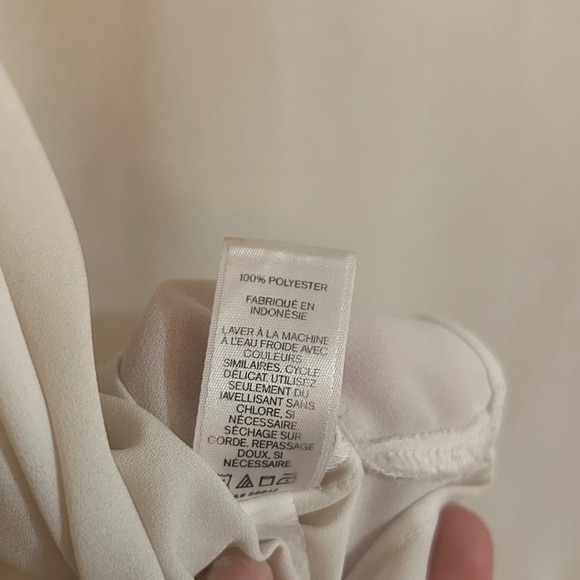 100% POLYESTER
FABRIQUÉ EN
INDONÉSIE
LAVER À LA MACHINE
À L'EAU FROIDE AVEC
COULEURS
SIMILAIRES, CYCLE
DÉLICAT. UTILISEZ
SEULEMENT DU
JAVELLISANT SANS
CHLORE, SI
NÉCESSAIRE
SÉCHAGE SUR
CORDE. REPASSAGE
DOUX, SI
NÉCESSAIRE.